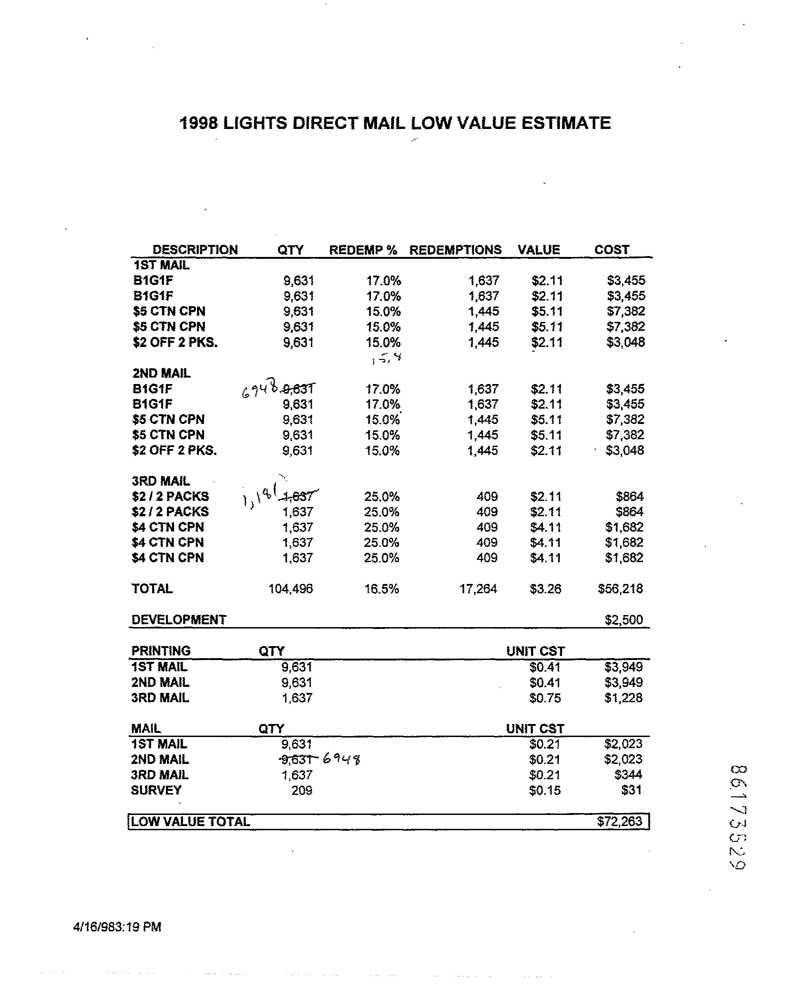 1998 LIGHTS DIRECT MAIL LOW VALUE ESTIMATE
DESCRIPTION QTY REDEMP % REDEMPTIONS VALUE COST
1ST MAIL
B1G1F 9,631 17.0% 1,637 $2.11 $3,455
B1G1F 9,631 17.0% 1,637 $2.11 $3,455
$5 CTN CPN 9,631 15.0% 1,445 $5.11 $7,382
$5 CTN CPN 9,631 15.0% 1,445 $5.11 $7,382
$2 OFF 2 PKS. 9,631 15.0% 1,445 $2.11 $3,048
15.4
2ND MAIL
B1G1F 6948 9,631 17.0% 1,637 $2.11 $3,455
B1G1F 9,631 17.0% 1,637 $2.11 $3,455
$5 CTN CPN 9,631 15.0% 1,445 $5.11 $7,382
$5 CTN CPN 9,631 15.0% 1,445 $5.11 $7,382
$2 OFF 2 PKS. 9,631 15.0% 1,445 $2.11 $3,048
3RD MAIL
$2 / 2 PACKS 1,181 1,637 25.0% 409 $2.11 $864
$2 / 2 PACKS 1,637 25.0% 409 $2.11 $864
$4 CTN CPN 1,637 25.0% 409 $4.11 $1,682
$4 CTN CPN 1,637 25.0% 409 $4.11 $1,682
$4 CTN CPN 1,637 25.0% 409 $4.11 $1,682
TOTAL 104,496 16.5% 17,264 $3.26 $56,218
DEVELOPMENT $2,500
PRINTING QTY UNIT CST
1ST MAIL 9,631 $0.41 $3,949
2ND MAIL 9,631 $0.41 $3,949
3RD MAIL 1,637 $0.75 $1,228
MAIL QTY UNIT CST
1ST MAIL 9,631 $0.21 $2,023
2ND MAIL 9,631 6948 $0.21 $2,023
3RD MAIL 1,637 $0.21 $344
SURVEY 209 $0.15 $31
LOW VALUE TOTAL $72,263
86173529
4/16/983:19 PM